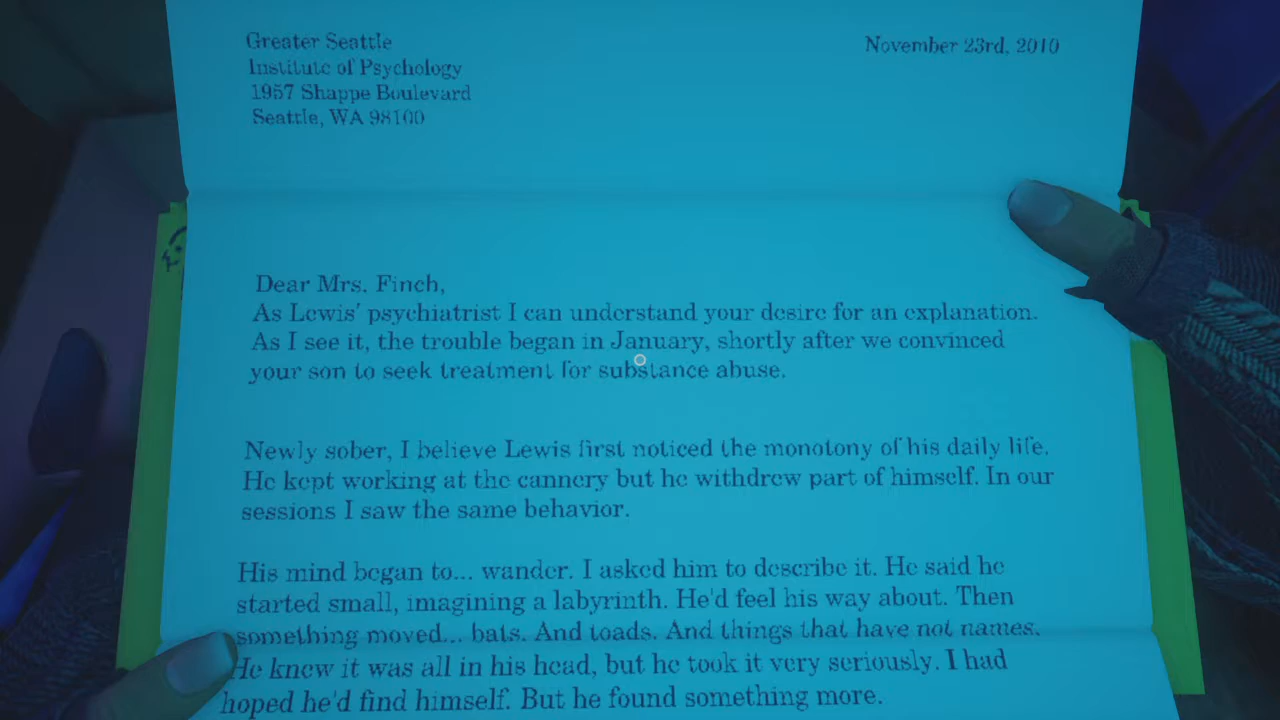 Greater Seattle
November 23rd, 2010
Institute of Psychology
1957 Shappe Boulevard
Seattle, WA 98100
Dear Mrs. Finch,
As Lewis' psychiatrist I can understand your desire for an explanation.
As I see it, the trouble began in January, shortly after we convinced
your son to seek treatment for substance abuse.
Newly sober, I believe Lewis first noticed the monotony of his daily life.
He kept working at the cannery but he withdrew part of himself. In our
sessions I saw the same behavior.
His mind began to... wander. I asked him to describe it. He said he
started small, imagining a labyrinth. He'd feel his way about. Then
something moved... bats. And toads. And things that have not names.
He knew it was all in his head, but he took it very seriously. I had
hoped he'd find himself. But he found something more.